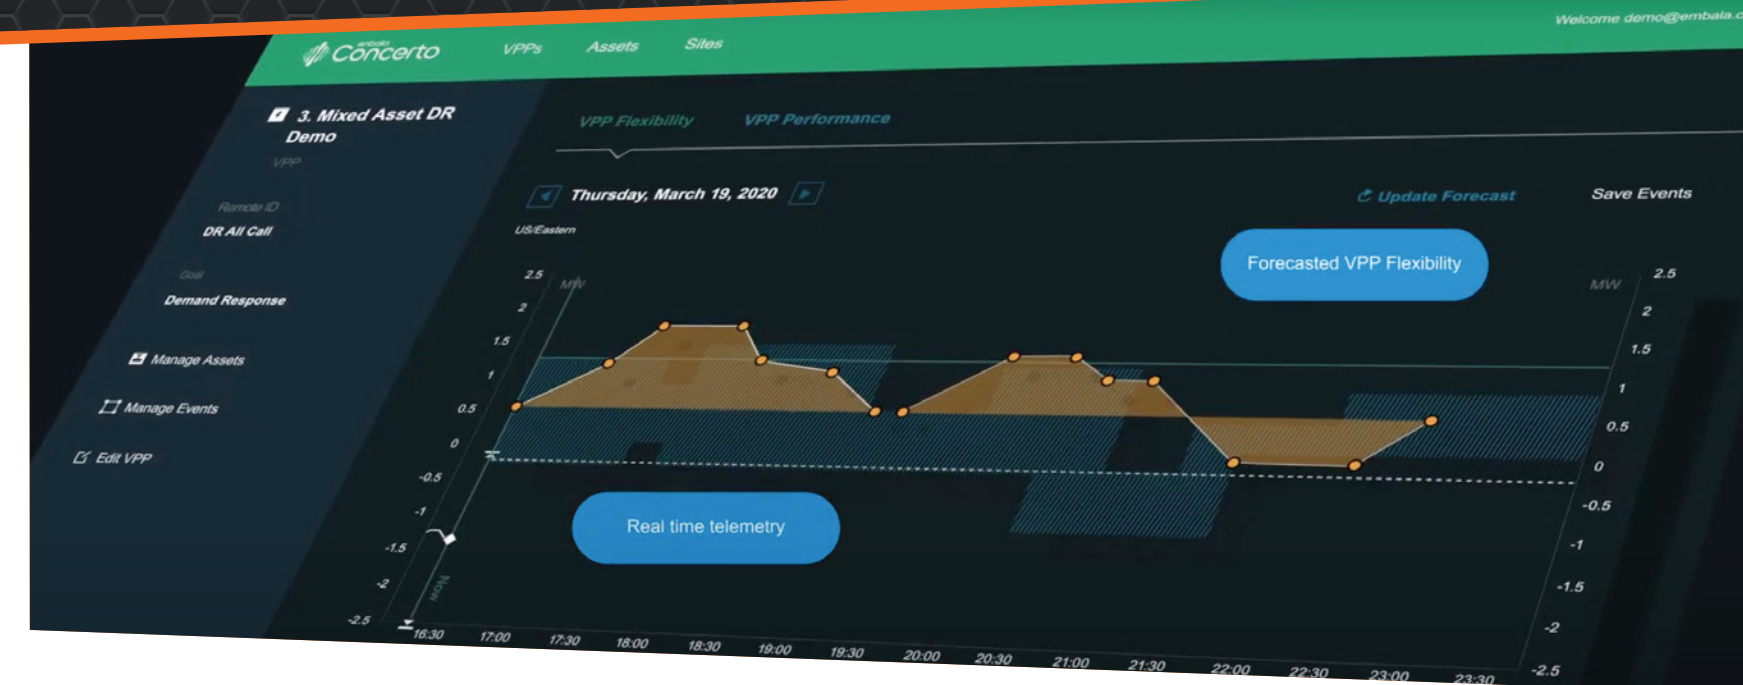 Welcome demo@embala.c
embala
Concerto
VPPs
Assets
Sites
3. Mixed Asset DR
Demo
VPP
Remote ID
DR All Call
Goal
Demand Response
Manage Assets
Manage Events
Edit VPP
VPP Flexibility
VPP Performance
Thursday, March 19, 2020
Update Forecast
Save Events
US/Eastern
Forecasted VPP Flexibility
Real time telemetry
MW
2.5
2
1.5
1
0.5
0
-0.5
-1
-1.5
-2
-2.5
Now
MW
2.5
2
1.5
1
0.5
0
-0.5
-1
-1.5
-2
-2.5
16:30 17:00 17:30 18:00 18:30 19:00 19:30 20:00 20:30 21:00 21:30 22:00 22:30 23:00 23:30